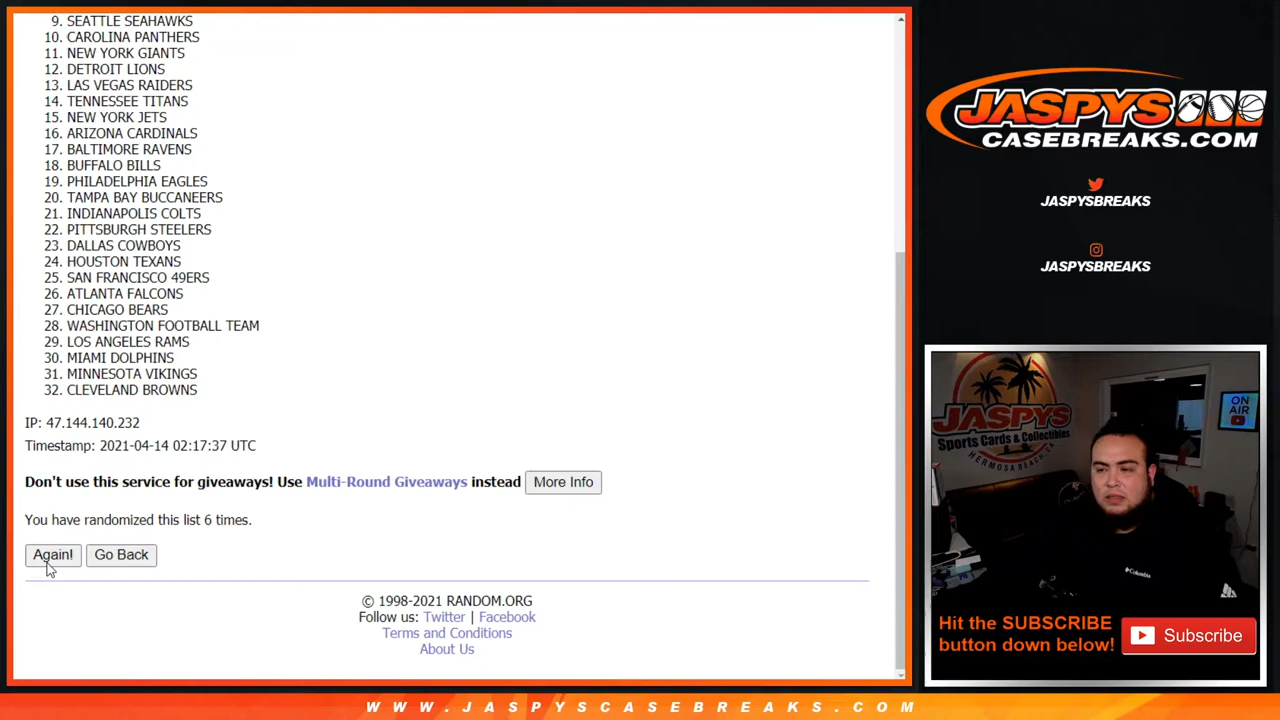 9. SEATTLE SEAHAWKS
10. CAROLINA PANTHERS
11. NEW YORK GIANTS
12. DETROIT LIONS
13. LAS VEGAS RAIDERS
14. TENNESSEE TITANS
15. NEW YORK JETS
16. ARIZONA CARDINALS
17. BALTIMORE RAVENS
18. BUFFALO BILLS
19. PHILADELPHIA EAGLES
20. TAMPA BAY BUCCANEERS
21. INDIANAPOLIS COLTS
22. PITTSBURGH STEELERS
23. DALLAS COWBOYS
24. HOUSTON TEXANS
25. SAN FRANCISCO 49ERS
26. ATLANTA FALCONS
27. CHICAGO BEARS
28. WASHINGTON FOOTBALL TEAM
29. LOS ANGELES RAMS
30. MIAMI DOLPHINS
31. MINNESOTA VIKINGS
32. CLEVELAND BROWNS
IP: 47.144.140.232
Timestamp: 2021-04-14 02:17:37 UTC
Don't use this service for giveaways! Use Multi-Round Giveaways instead More Info
You have randomized this list 6 times.
Again! Go Back
© 1998-2021 RANDOM.ORG
Follow us: Twitter | Facebook
Terms and Conditions
About Us
JASPYS
CASEBREAKS.COM
JASPYSBREAKS
JASPYSBREAKS
JASPYS
Sports Cards & Collectibles
HERMOSA BEACH, CA
ON
AIR
Columbia
Hit the SUBSCRIBE
button down below!
Subscribe
WWW.JASPYSCASEBREAKS.COM